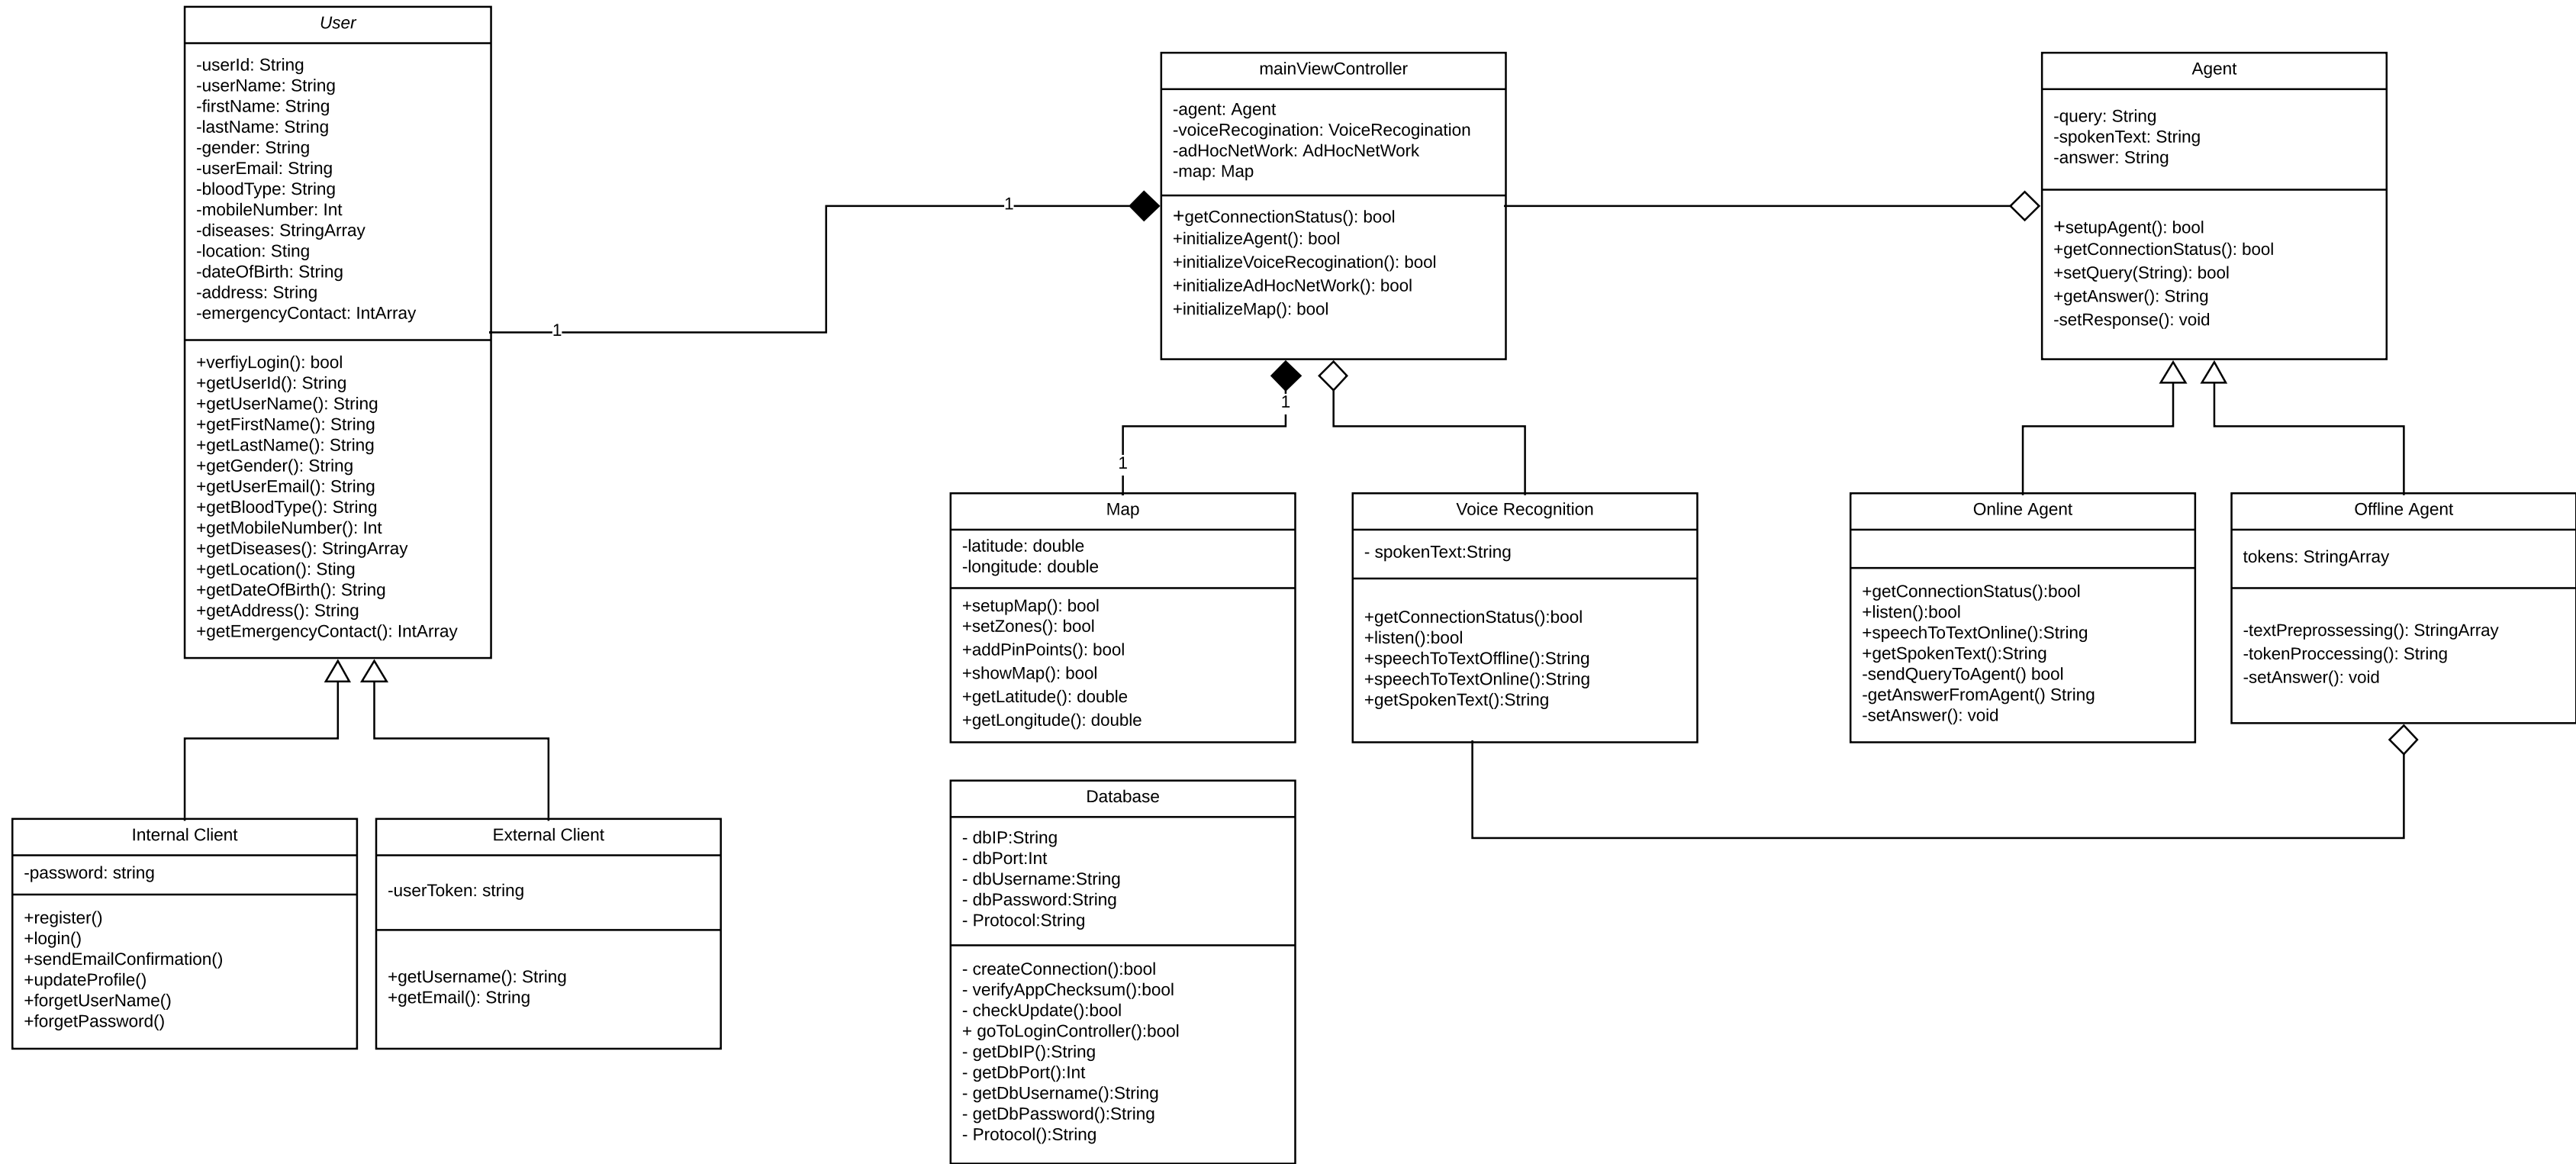 User
-userId: String
-userName: String
-firstName: String
-lastName: String
-gender: String
-userEmail: String
-bloodType: String
-mobileNumber: Int
-diseases: StringArray
-location: Sting
-dateOfBirth: String
-address: String
-emergencyContact: IntArray
+verfiyLogin(): bool
+getUserId(): String
+getUserName(): String
+getFirstName(): String
+getLastName(): String
+getGender(): String
+getUserEmail(): String
+getBloodType(): String
+getMobileNumber(): Int
+getDiseases(): StringArray
+getLocation(): Sting
+getDateOfBirth(): String
+getAddress(): String
+getEmergencyContact(): IntArray
1
1
mainViewController
-agent: Agent
-voiceRecogination: VoiceRecogination
-adHocNetWork: AdHocNetWork
-map: Map
+getConnectionStatus(): bool
+initializeAgent(): bool
+initializeVoiceRecogination(): bool
+initializeAdHocNetWork(): bool
+initializeMap(): bool
1
1
Agent
-query: String
-spokenText: String
-answer: String
+setupAgent(): bool
+getConnectionStatus(): bool
+setQuery(String): bool
+getAnswer(): String
-setResponse(): void
Map
-latitude: double
-longitude: double
+setupMap(): bool
+setZones(): bool
+addPinPoints(): bool
+showMap(): bool
+getLatitude(): double
+getLongitude(): double
Voice Recognition
- spokenText:String
+getConnectionStatus():bool
+listen():bool
+speechToTextOffline():String
+speechToTextOnline():String
+getSpokenText():String
Online Agent
+getConnectionStatus():bool
+listen():bool
+speechToTextOnline():String
+getSpokenText():String
-sendQueryToAgent() bool
-getAnswerFromAgent() String
-setAnswer(): void
Offline Agent
tokens: StringArray
-textPreprossessing(): StringArray
-tokenProccessing(): String
-setAnswer(): void
Internal Client
-password: string
+register()
+login()
+sendEmailConfirmation()
+updateProfile()
+forgetUserName()
+forgetPassword()
External Client
-userToken: string
+getUsername(): String
+getEmail(): String
Database
- dbIP:String
- dbPort:Int
- dbUsername:String
- dbPassword:String
- Protocol:String
- createConnection():bool
- verifyAppChecksum():bool
- checkUpdate():bool
+ goToLoginController():bool
- getDbIP():String
- getDbPort():Int
- getDbUsername():String
- getDbPassword():String
- Protocol():String